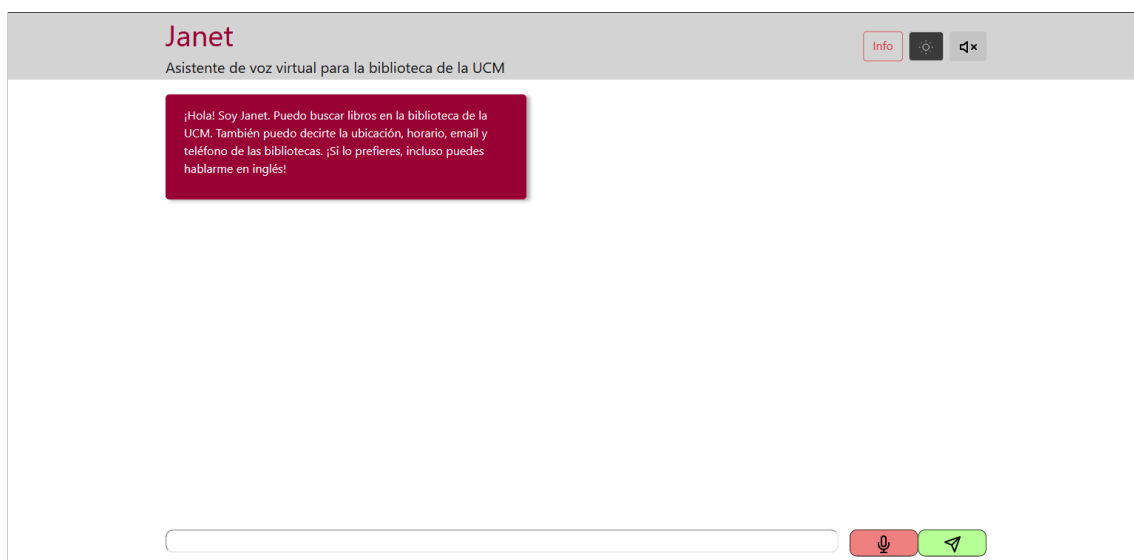 Janet
Asistente de voz virtual para la biblioteca de la UCM
Info
¡Hola! Soy Janet. Puedo buscar libros en la biblioteca de la
UCM. También puedo decirte la ubicación, horario, email y
teléfono de las bibliotecas. ¡Si lo prefieres, incluso puedes
hablarme en inglés!